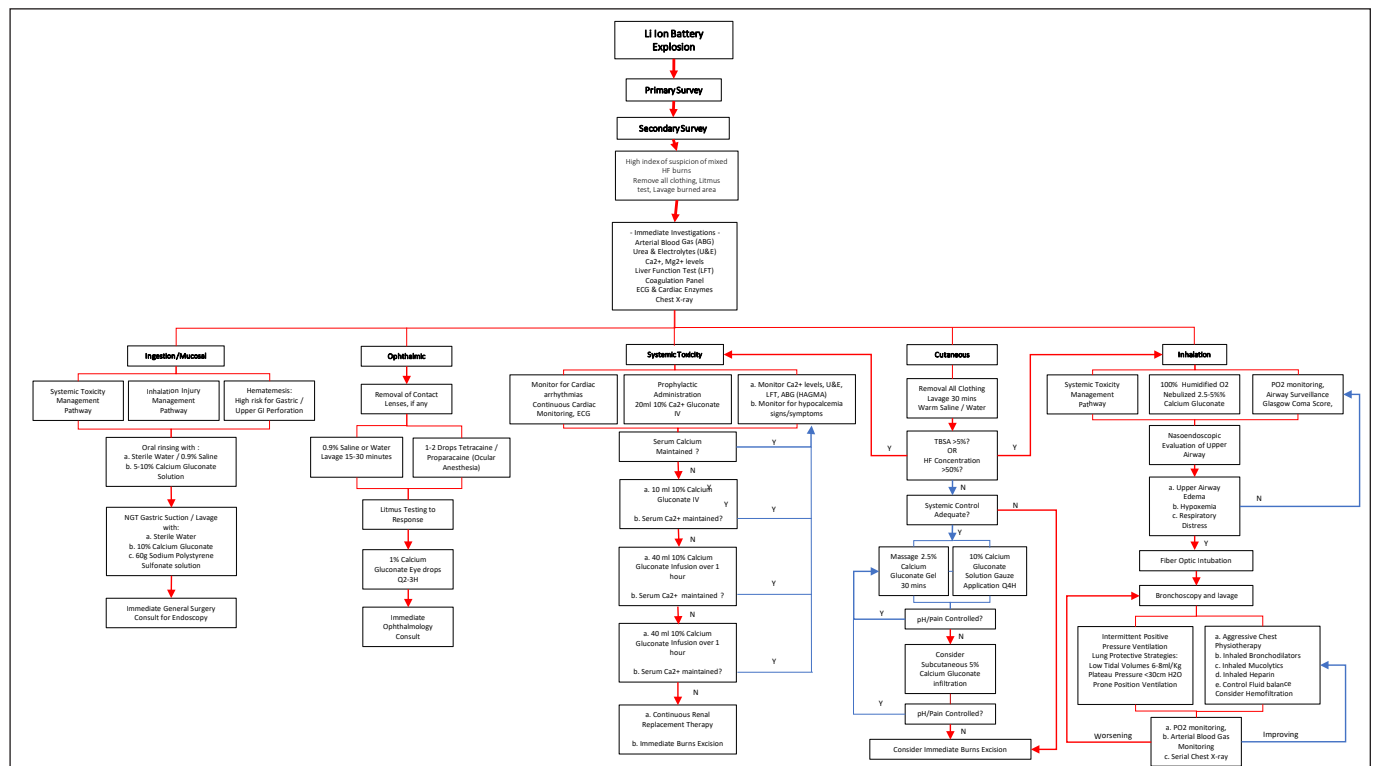 Li Ion Battery
Explosion
Primary Survey
Secondary Survey
High index of suspicion of mixed
HF burns
Remove all clothing, Litmus
test, Lavage burned area
- Immediate Investigations -
Arterial Blood Gas (ABG)
Urea & Electrolytes (U&E)
Ca2+, Mg2+ levels
Liver Function Test (LFT)
Coagulation Panel
ECG & Cardiac Enzymes
Chest X-ray
Ingestion/Mucosal
Systemic Toxicity
Management
Pathway
Inhalation Injury
Management
Pathway
Hematemesis:
High risk for Gastric /
Upper GI Perforation
Oral rinsing with :
a. Sterile Water / 0.9% Saline
b. 5-10% Calcium Gluconate
Solution
NGT Gastric Suction / Lavage
with:
a. Sterile Water
b. 10% Calcium Gluconate
c. 60g Sodium Polystyrene
Sulfonate solution
Immediate General Surgery
Consult for Endoscopy
Ophthalmic
Removal of Contact
Lenses, if any
0.9% Saline or Water
Lavage 15-30 minutes
1-2 Drops Tetracaine /
Proparacaine (Ocular
Anesthesia)
Litmus Testing to
Response
1% Calcium
Gluconate Eye drops
Q2-3H
Immediate
Ophthalmology
Consult
Systemic Toxicity
Monitor for Cardiac
arrhythmias
Continuous Cardiac
Monitoring, ECG
Prophylactic
Administration
20ml 10% Ca2+ Gluconate
IV
a. Monitor Ca2+ levels, U&E,
LFT, ABG (HAGMA)
b. Monitor for hypocalcemia
signs/symptoms
Serum Calcium
Maintained ?
Y
N
a. 10 ml 10% Calcium
Gluconate IV
b. Serum Ca2+ maintained?
Y
Y
Y
N
a. 40 ml 10% Calcium
Gluconate Infusion over 1
hour
b. Serum Ca2+ maintained ?
Y
N
a. 40 ml 10% Calcium
Gluconate Infusion over 1
hour
b. Serum Ca2+ maintained?
Y
N
a. Continuous Renal
Replacement Therapy
b. Immediate Burns Excision
Cutaneous
Removal All Clothing
Lavage 30 mins
Warm Saline / Water
TBSA >5%?
OR
HF Concentration
>50%?
Y
Y
N
Systemic Control
Adequate?
N
Y
Massage 2.5%
Calcium
Gluconate Gel
30 mins
10% Calcium
Gluconate
Solution Gauze
Application Q4H
pH/Pain Controlled?
Y
N
Consider
Subcutaneous 5%
Calcium Gluconate
infiltration
pH/Pain Controlled?
Y
N
Consider Immediate Burns Excision
Inhalation
Systemic Toxicity
Management
Pathway
100% Humidified O2
Nebulized 2.5-5%%
Calcium Gluconate
PO2 monitoring,
Airway Surveillance
Glasgow Coma Score,
Nasoendoscopic
Evaluation of Upper
Airway
a. Upper Airway
Edema
b. Hypoxemia
c. Respiratory
Distress
N
Y
Fiber Optic Intubation
Bronchoscopy and lavage
Intermittent Positive
Pressure Ventilation
Lung Protective Strategies:
Low Tidal Volumes 6-8ml/Kg
Plateau Pressure <30cm H2O
Prone Position Ventilation
a. Aggressive Chest
Physiotherapy
b. Inhaled Bronchodilators
c. Inhaled Mucolytics
d. Inhaled Heparin
e. Control Fluid balance
Consider Hemofiltration
Worsening
a. PO2 monitoring,
b. Arterial Blood Gas
Monitoring
c. Serial Chest X-ray
Improving